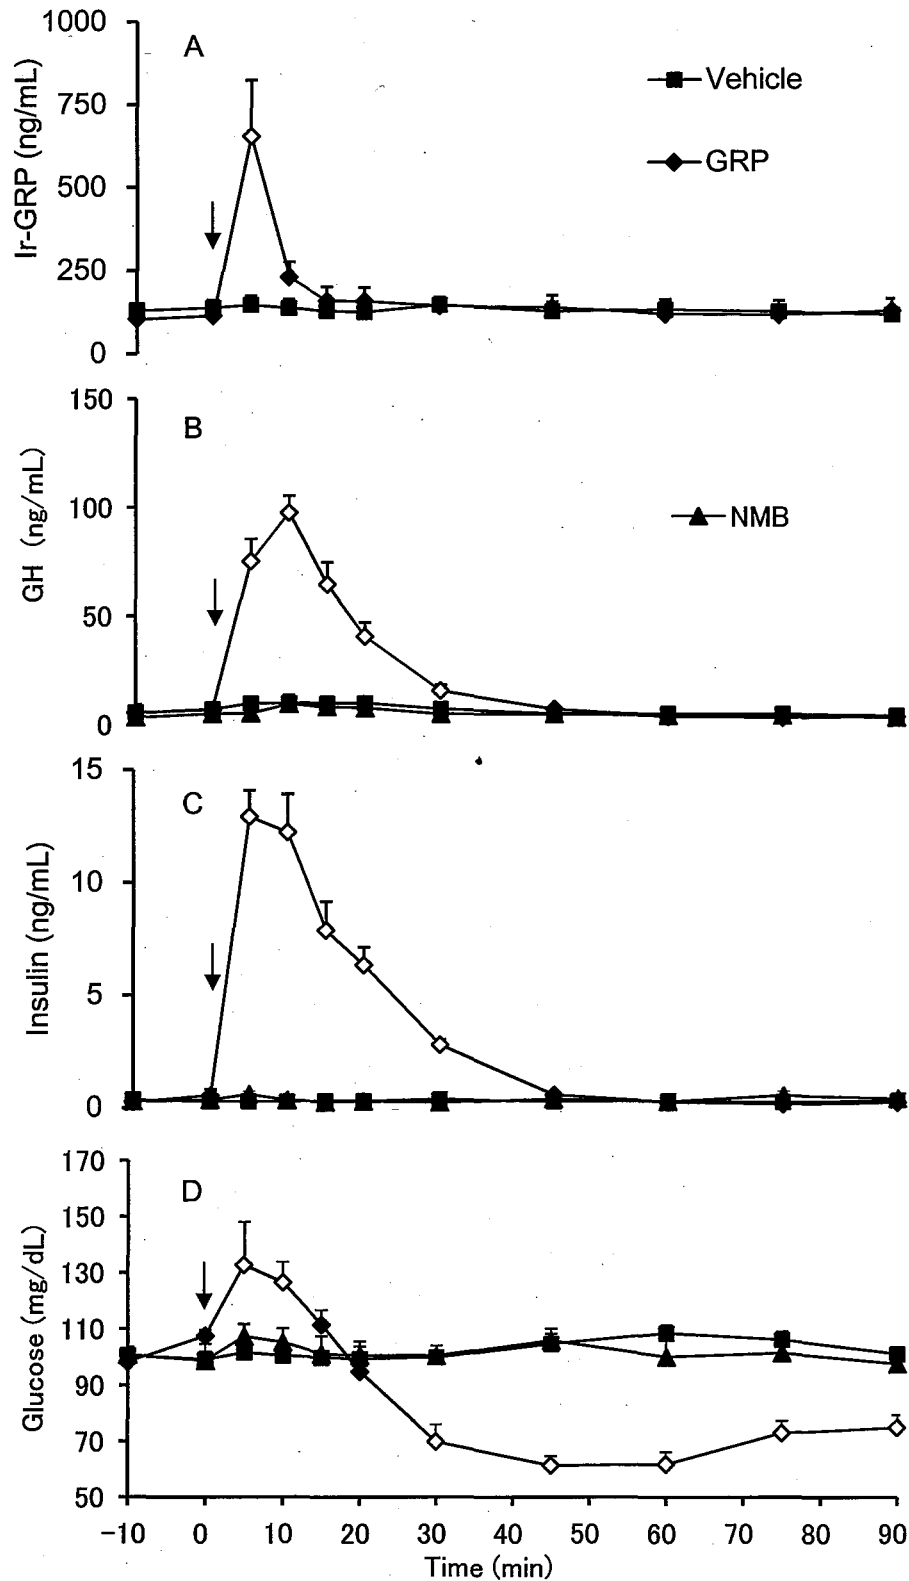 1000
A
Vehicle
750
GRP
500
250
0
Ir-GRP (ng/mL)
150
B
100
NMB
50
0
GH (ng/mL)
15
C
10
5
0
Insulin (ng/mL)
170
D
150
130
110
90
70
50
Glucose (mg/dL)
−10 0 10 20 30 40 50 60 70 80 90
Time (min)